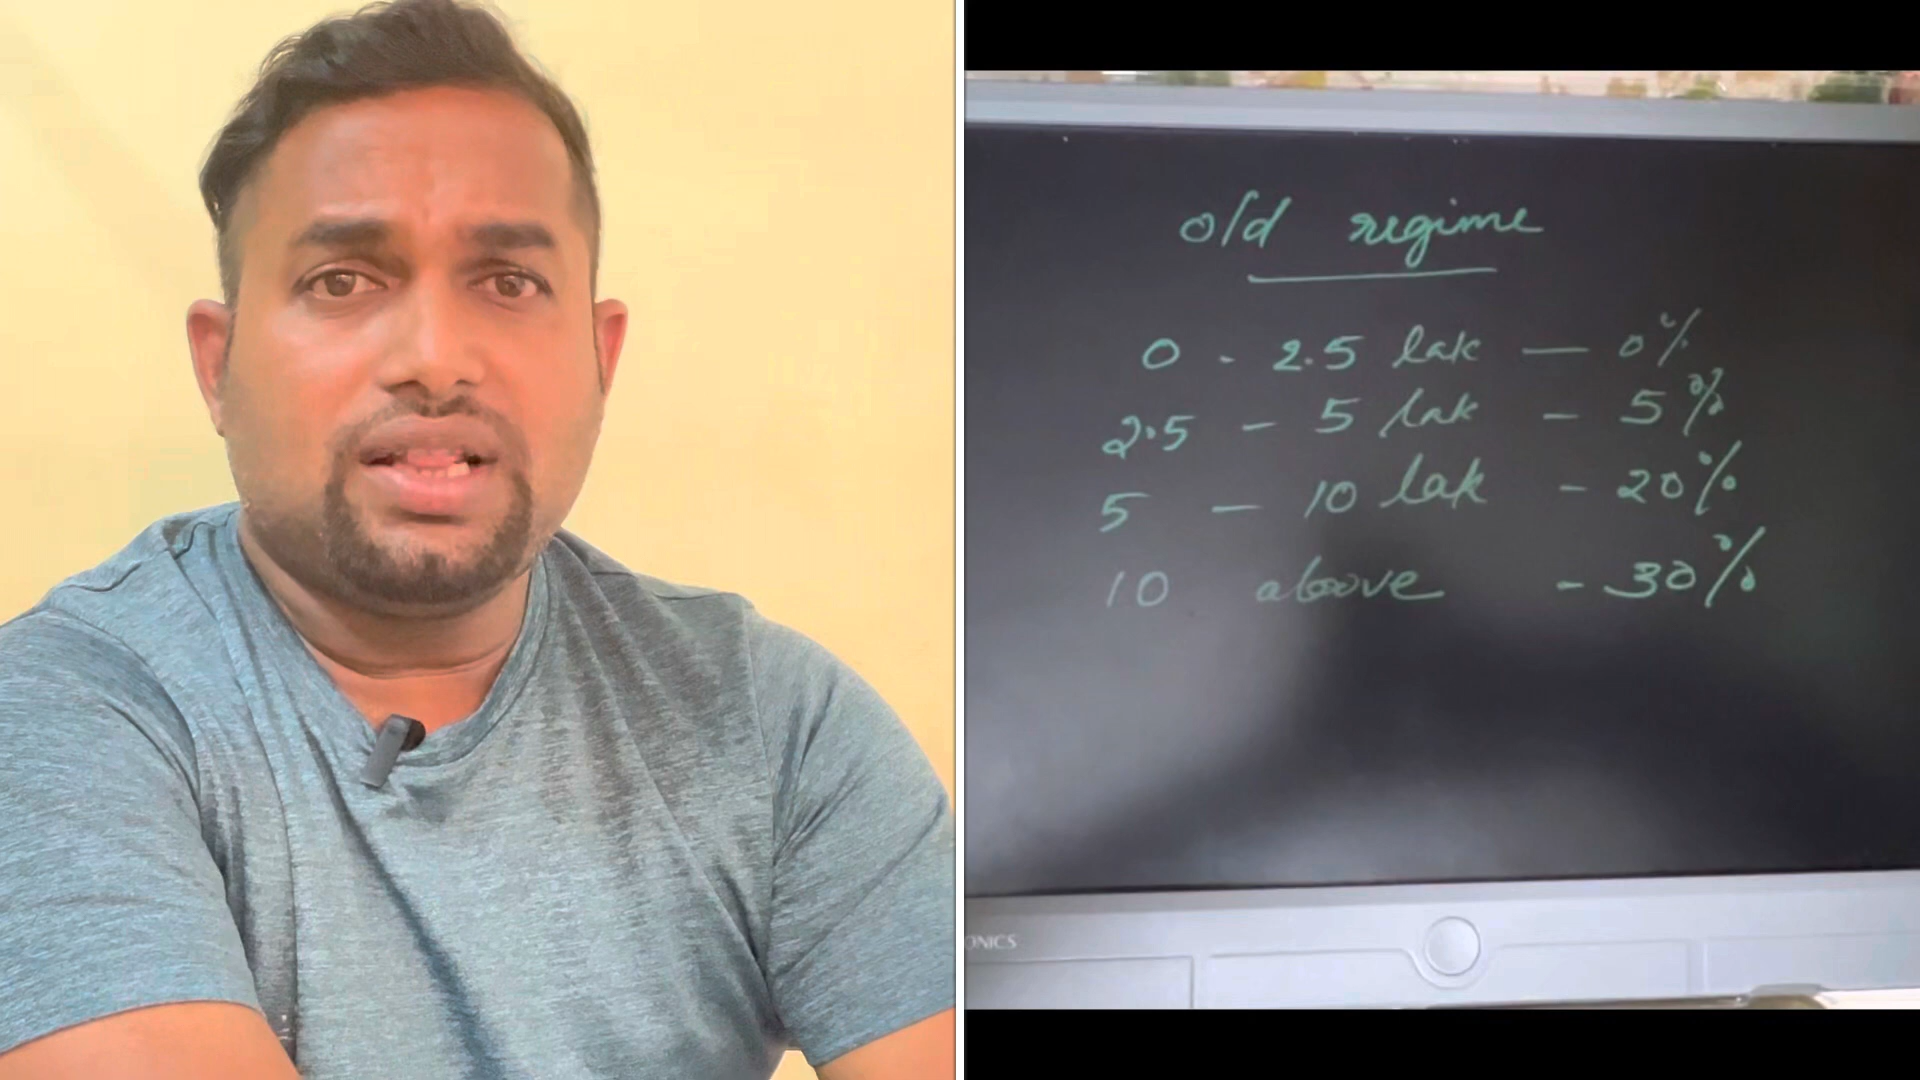 old regime
0 - 2.5 lak — 0%
2.5 - 5 lak - 5%
5 - 10 lak - 20%
10 above - 30%
ONICS